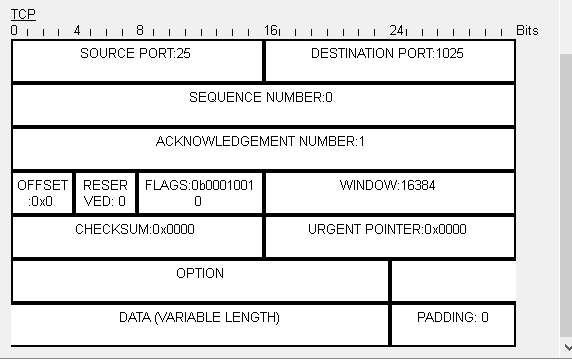 TCP
0 4 8 16 24 Bits
SOURCE PORT:25 DESTINATION PORT:1025
SEQUENCE NUMBER:0
ACKNOWLEDGEMENT NUMBER:1
OFFSET RESER FLAGS:0b0001001 WINDOW:16384
:0x0 VED: 0 0
CHECKSUM:0x0000 URGENT POINTER:0x0000
OPTION
DATA (VARIABLE LENGTH) PADDING: 0